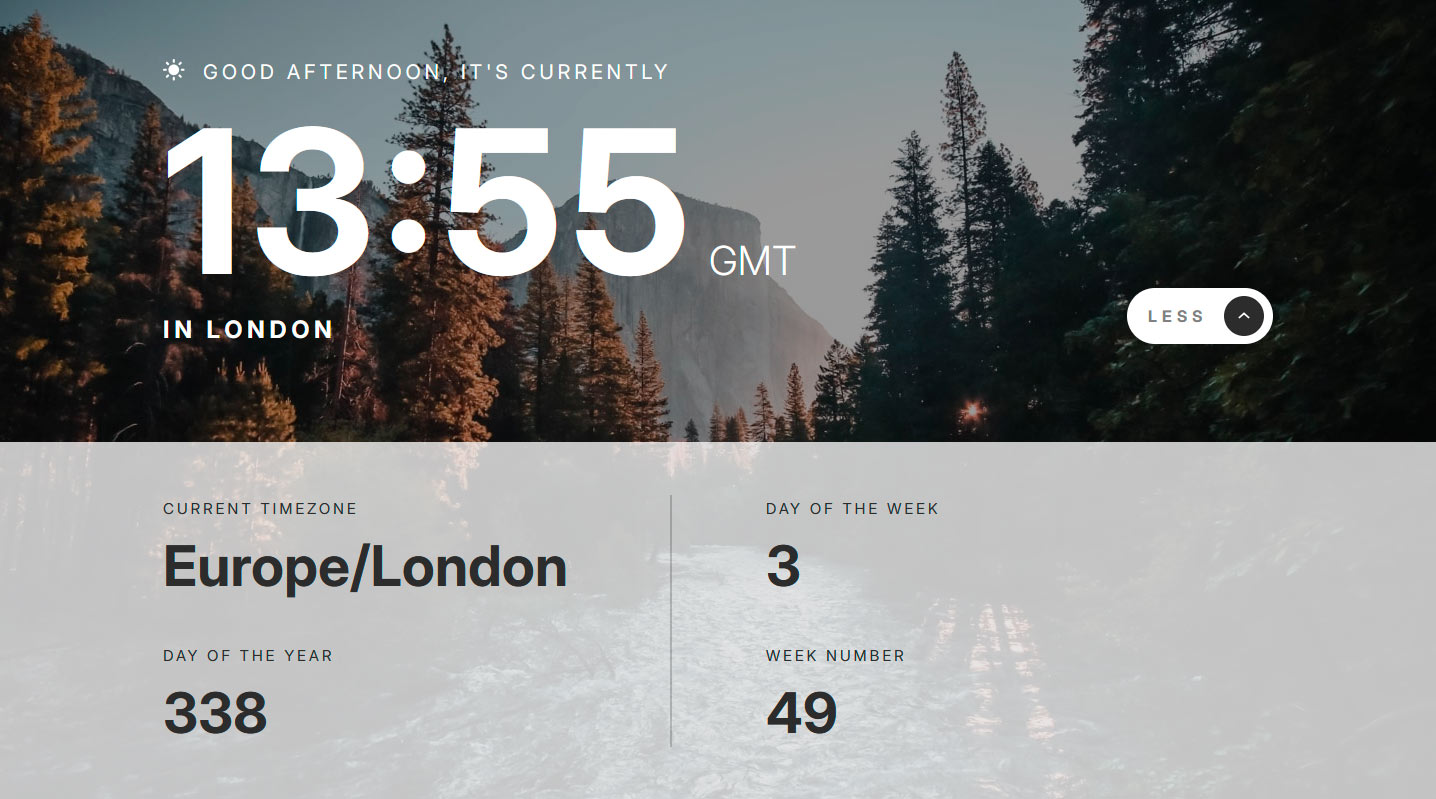 GOOD AFTERNOON, IT'S CURRENTLY
13:55 GMT
IN LONDON
LESS
CURRENT TIMEZONE
Europe/London
DAY OF THE YEAR
338
DAY OF THE WEEK
3
WEEK NUMBER
49